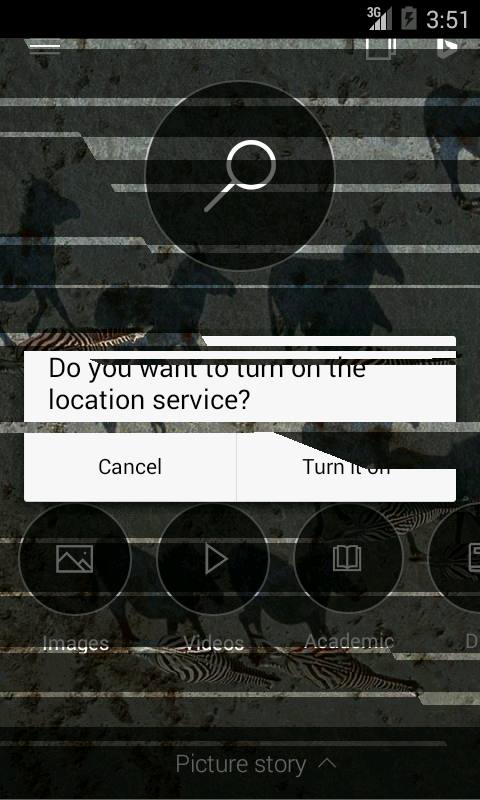 3G 3:51
Do you want to turn on the
location service?
Cancel Turn it on
Images Videos Academic D
Picture story